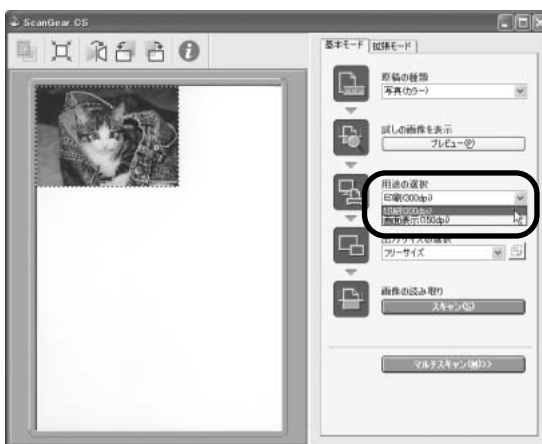 ScanGear CS
基本モード
拡張モード
原稿の種類
写真(カラー)
試しの画像を表示
プレビュー(P)
用途の選択
印刷(300dpi)
印刷(300dpi)
画面表示(150dpi)
出力サイズの選択
フリーサイズ
画像の読み取り
スキャン(S)
マルチスキャン(M)>>